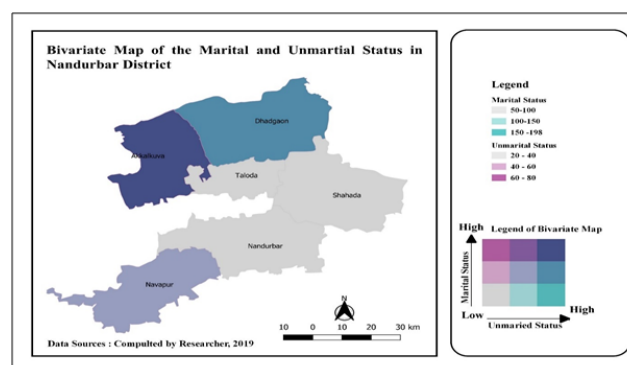 Bivariate Map of the Marital and Unmartial Status in
Nandurbar District
Dhadgaon
Akkalkuva
Taloda
Shahada
Nandurbar
Navapur
N
10 0 10 20 30 km
Data Sources : Compulted by Researcher, 2019
Legend
Marital Status
50-100
100-150
150 -198
Unmarital Status
20 - 40
40 - 60
60 - 80
High
Legend of Bivariate Map
Marital Status
Low
High
Unmaried Status